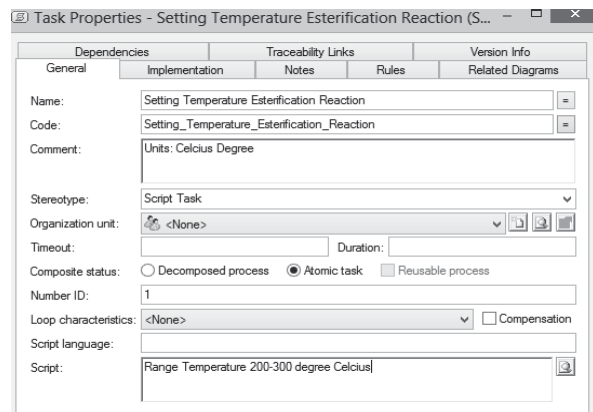 Task Properties - Setting Temperature Esterification Reaction (S...
Dependencies Traceability Links Version Info
General Implementation Notes Rules Related Diagrams
Name: Setting Temperature Esterification Reaction =
Code: Setting_Temperature_Esterification_Reaction =
Comment: Units: Celcius Degree
Stereotype: Script Task
Organization unit: <None>
Timeout: Duration:
Composite status: Decomposed process Atomic task Reusable process
Number ID: 1
Loop characteristics: <None> Compensation
Script language:
Script: Range Temperature 200-300 degree Celcius